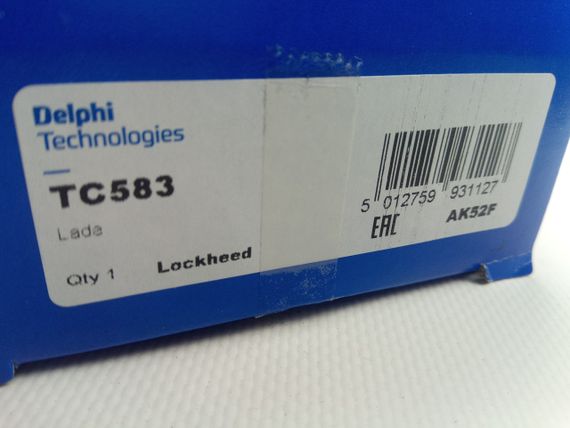 Delphi
Technologies
TC583
Lada
Qty 1
Lockheed
5 012759 931127
EAC
AK52F